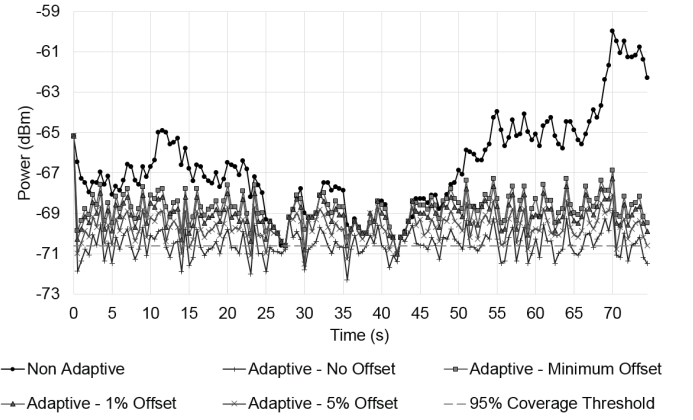 -59
-61
-63
-65
-67
-69
-71
-73
Power (dBm)
0 5 10 15 20 25 30 35 40 45 50 55 60 65 70
Time (s)
Non Adaptive Adaptive - No Offset Adaptive - Minimum Offset
Adaptive - 1% Offset Adaptive - 5% Offset 95% Coverage Threshold